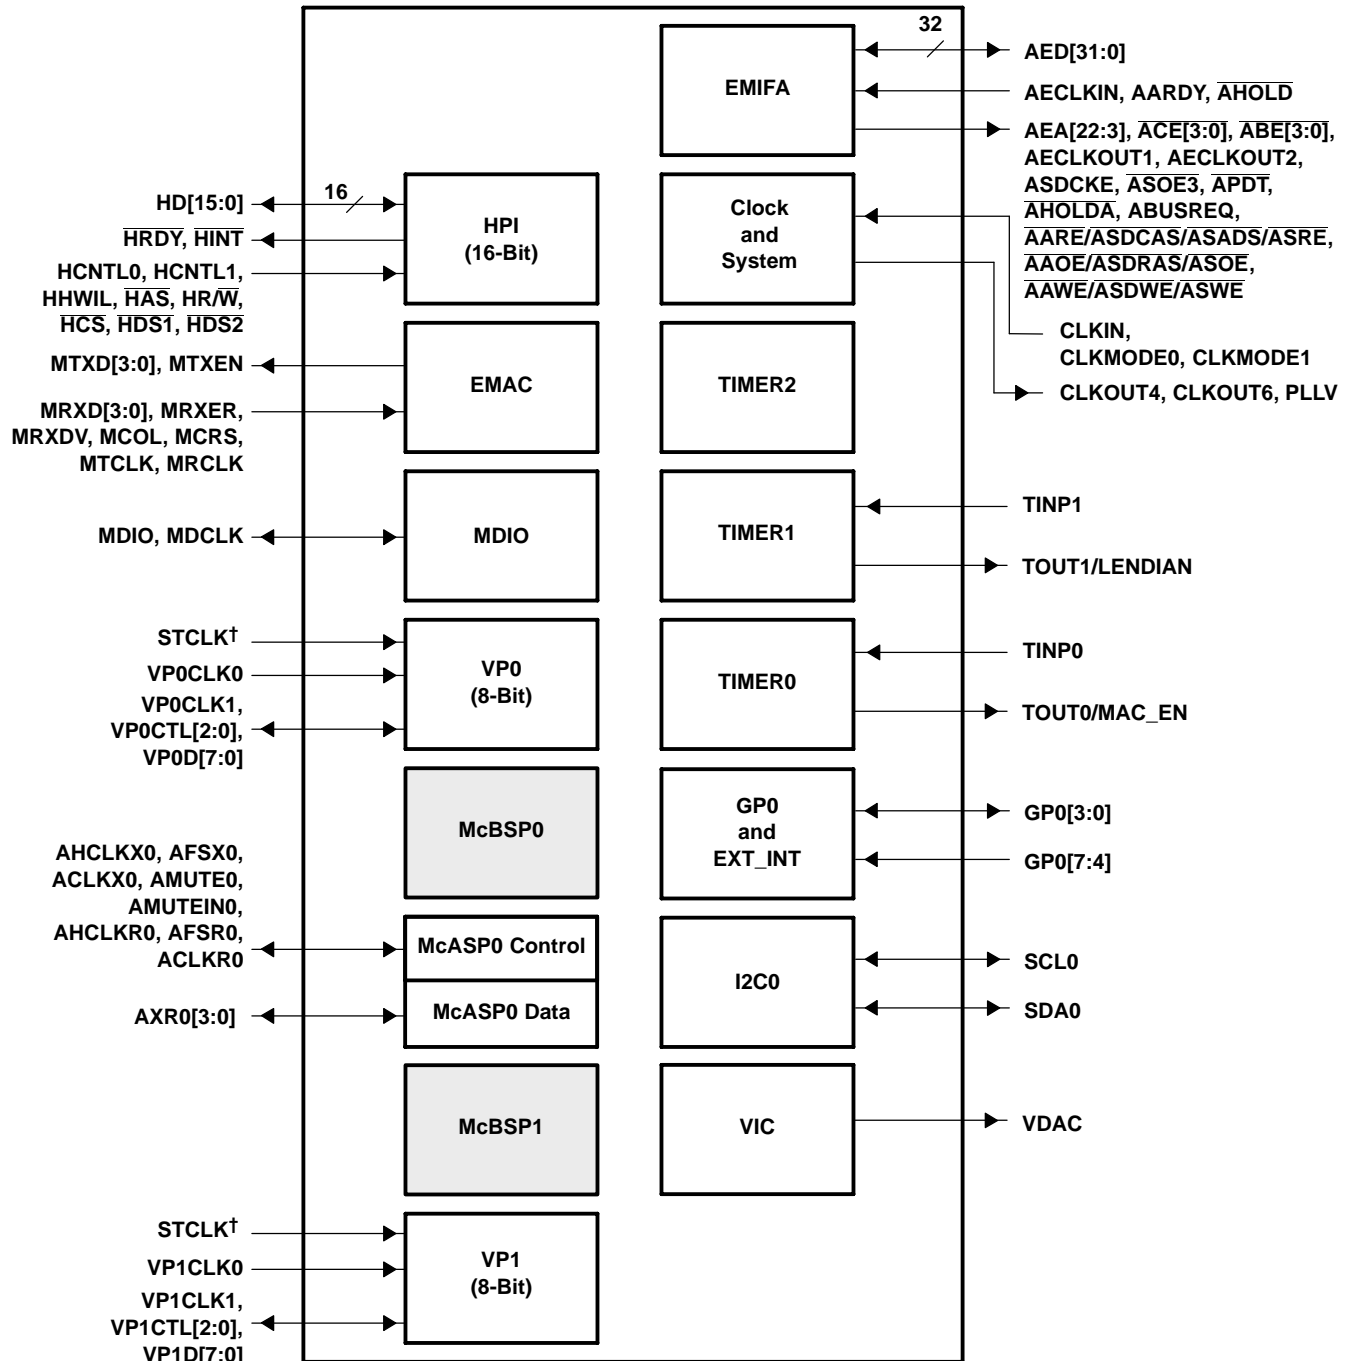 32
AED[31:0]
EMIFA
AECLKIN, AARDY, AHOLD
AEA[22:3], ACE[3:0], ABE[3:0],
AECLKOUT1, AECLKOUT2,
ASDCKE, ASOE3, APDT,
AHOLDA, ABUSREQ,
AARE/ASDCAS/ASADS/ASRE,
AAOE/ASDRAS/ASOE,
AAWE/ASDWE/ASWE
HD[15:0]
16
HRDY, HINT
HCNTL0, HCNTL1,
HHWIL, HAS, HR/W,
HCS, HDS1, HDS2
HPI
(16-Bit)
Clock
and
System
CLKIN,
CLKMODE0, CLKMODE1
CLKOUT4, CLKOUT6, PLLV
MTXD[3:0], MTXEN
MRXD[3:0], MRXER,
MRXDV, MCOL, MCRS,
MTCLK, MRCLK
EMAC
TIMER2
MDIO, MDCLK
MDIO
TIMER1
TINP1
TOUT1/LENDIAN
STCLK†
VP0CLK0
VP0CLK1,
VP0CTL[2:0],
VP0D[7:0]
VP0
(8-Bit)
TIMER0
TINP0
TOUT0/MAC_EN
McBSP0
GP0
and
EXT_INT
GP0[3:0]
GP0[7:4]
AHCLKX0, AFSX0,
ACLKX0, AMUTE0,
AMUTEIN0,
AHCLKR0, AFSR0,
ACLKR0
McASP0 Control
AXR0[3:0]
McASP0 Data
I2C0
SCL0
SDA0
McBSP1
VIC
VDAC
STCLK†
VP1CLK0
VP1CLK1,
VP1CTL[2:0],
VP1D[7:0]
VP1
(8-Bit)